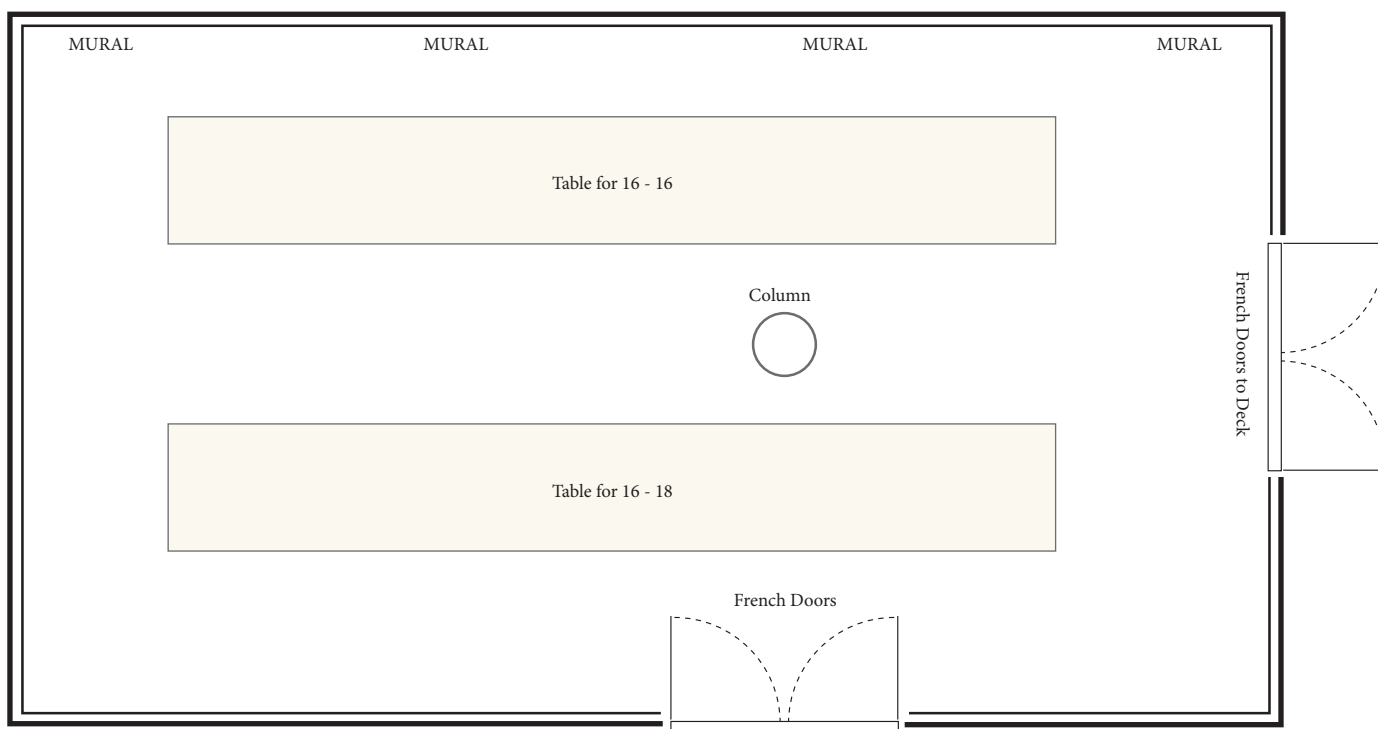 MURAL MURAL MURAL MURAL
Table for 16 - 16
Column
French Doors to Deck
Table for 16 - 18
French Doors